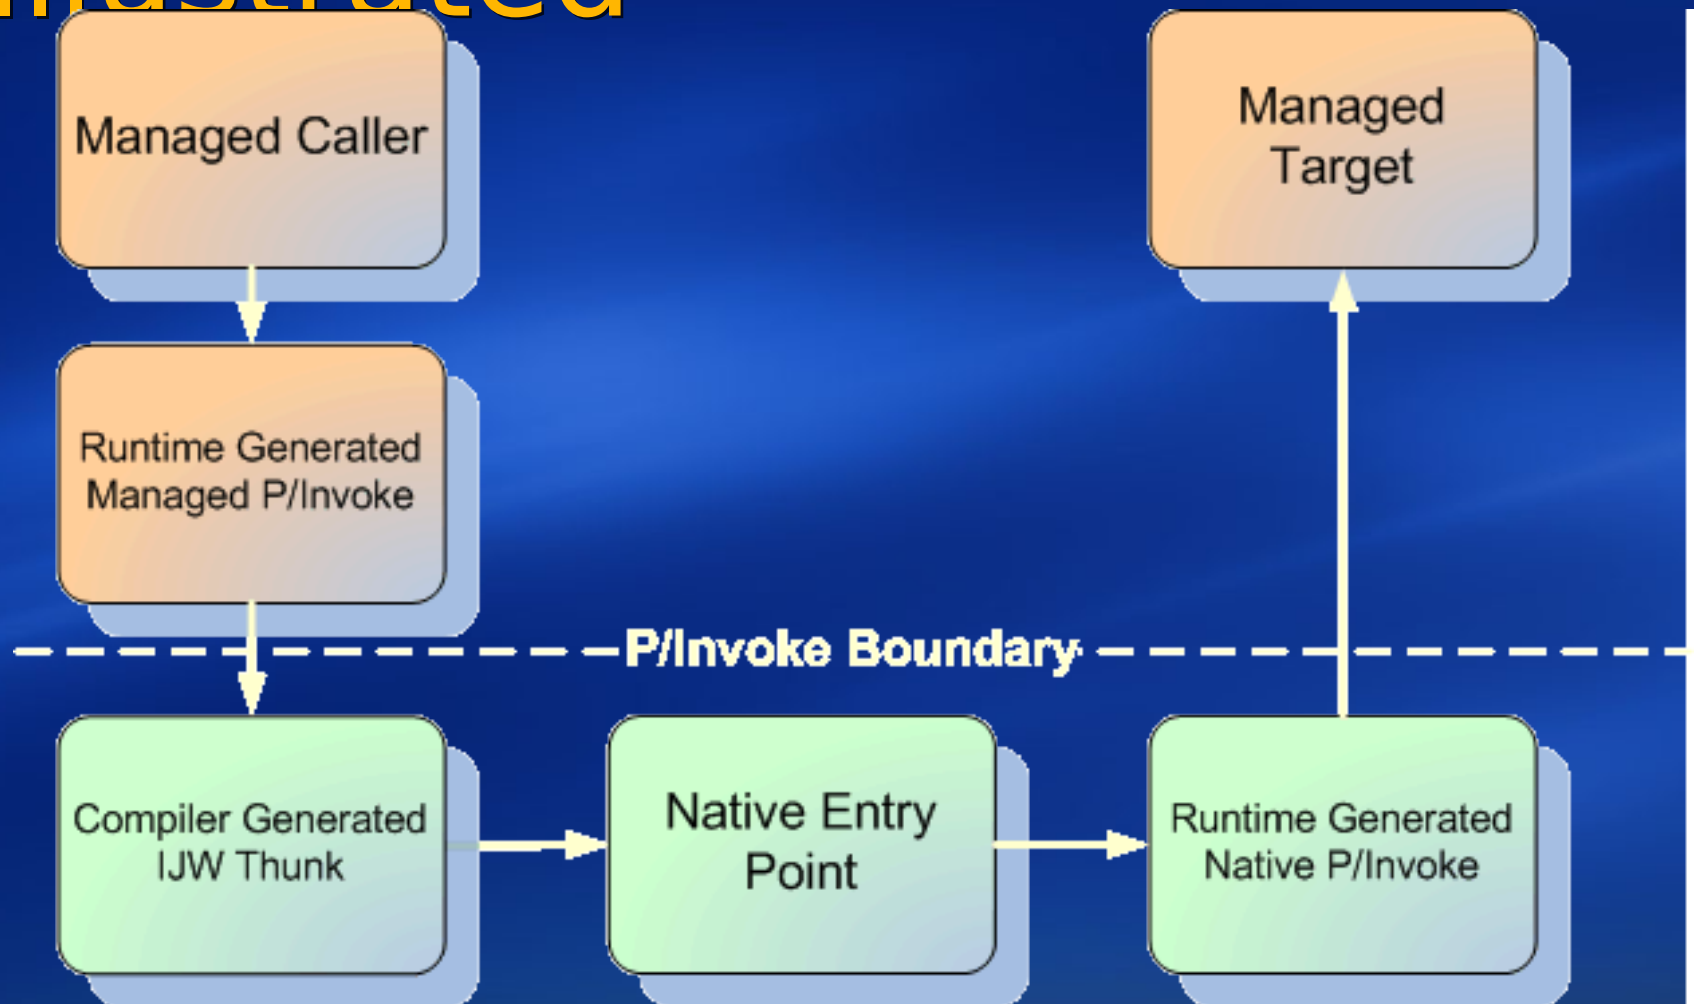 Illustrated
Managed Caller
Managed
Target
Runtime Generated
Managed P/Invoke
P/Invoke Boundary
Compiler Generated
IJW Thunk
Native Entry
Point
Runtime Generated
Native P/Invoke